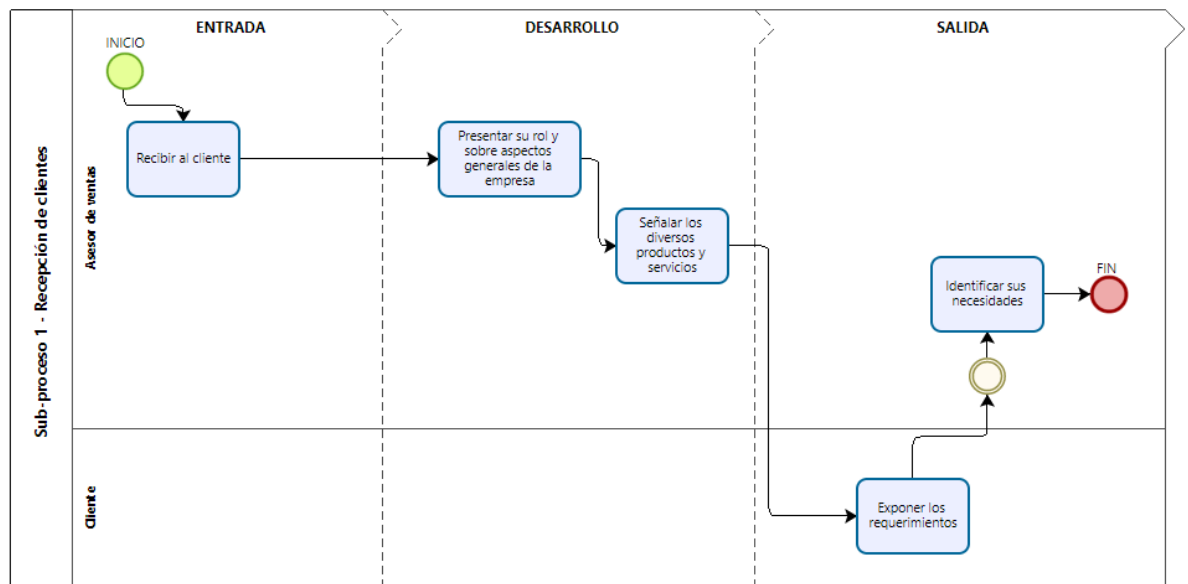 Sub-proceso 1 - Recepción de clientes
ENTRADA
DESARROLLO
SALIDA
Asesor de ventas
INICIO
Recibir al cliente
Presentar su rol y
sobre aspectos
generales de la
empresa
Señalar los
diversos
productos y
servicios
Identificar sus
necesidades
FIN
Cliente
Exponer los
requerimientos